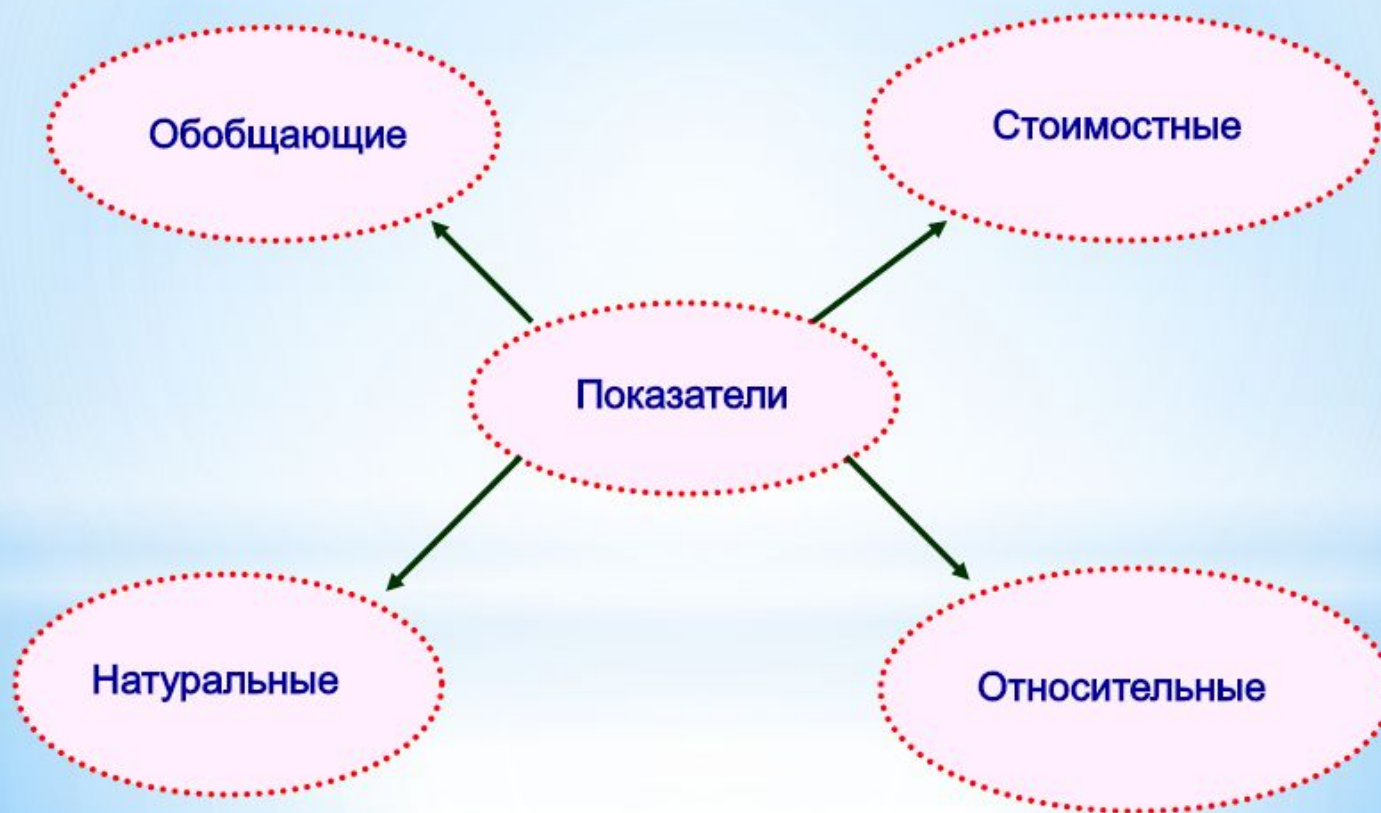 Обобщающие
Стоимостные
Показатели
Натуральные
Относительные